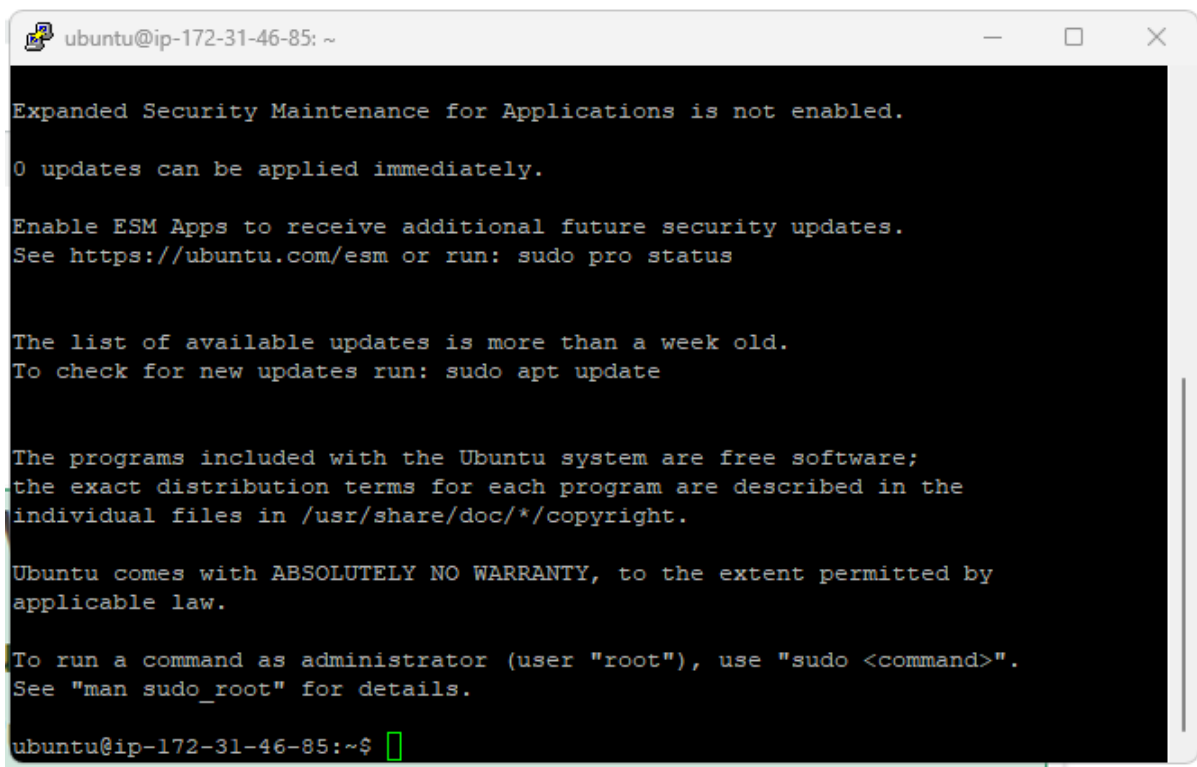 ubuntu@ip-172-31-46-85: ~
Expanded Security Maintenance for Applications is not enabled.
0 updates can be applied immediately.
Enable ESM Apps to receive additional future security updates.
See https://ubuntu.com/esm or run: sudo pro status
The list of available updates is more than a week old.
To check for new updates run: sudo apt update
The programs included with the Ubuntu system are free software;
the exact distribution terms for each program are described in the
individual files in /usr/share/doc/*/copyright.
Ubuntu comes with ABSOLUTELY NO WARRANTY, to the extent permitted by
applicable law.
To run a command as administrator (user "root"), use "sudo <command>".
See "man sudo_root" for details.
ubuntu@ip-172-31-46-85:~$